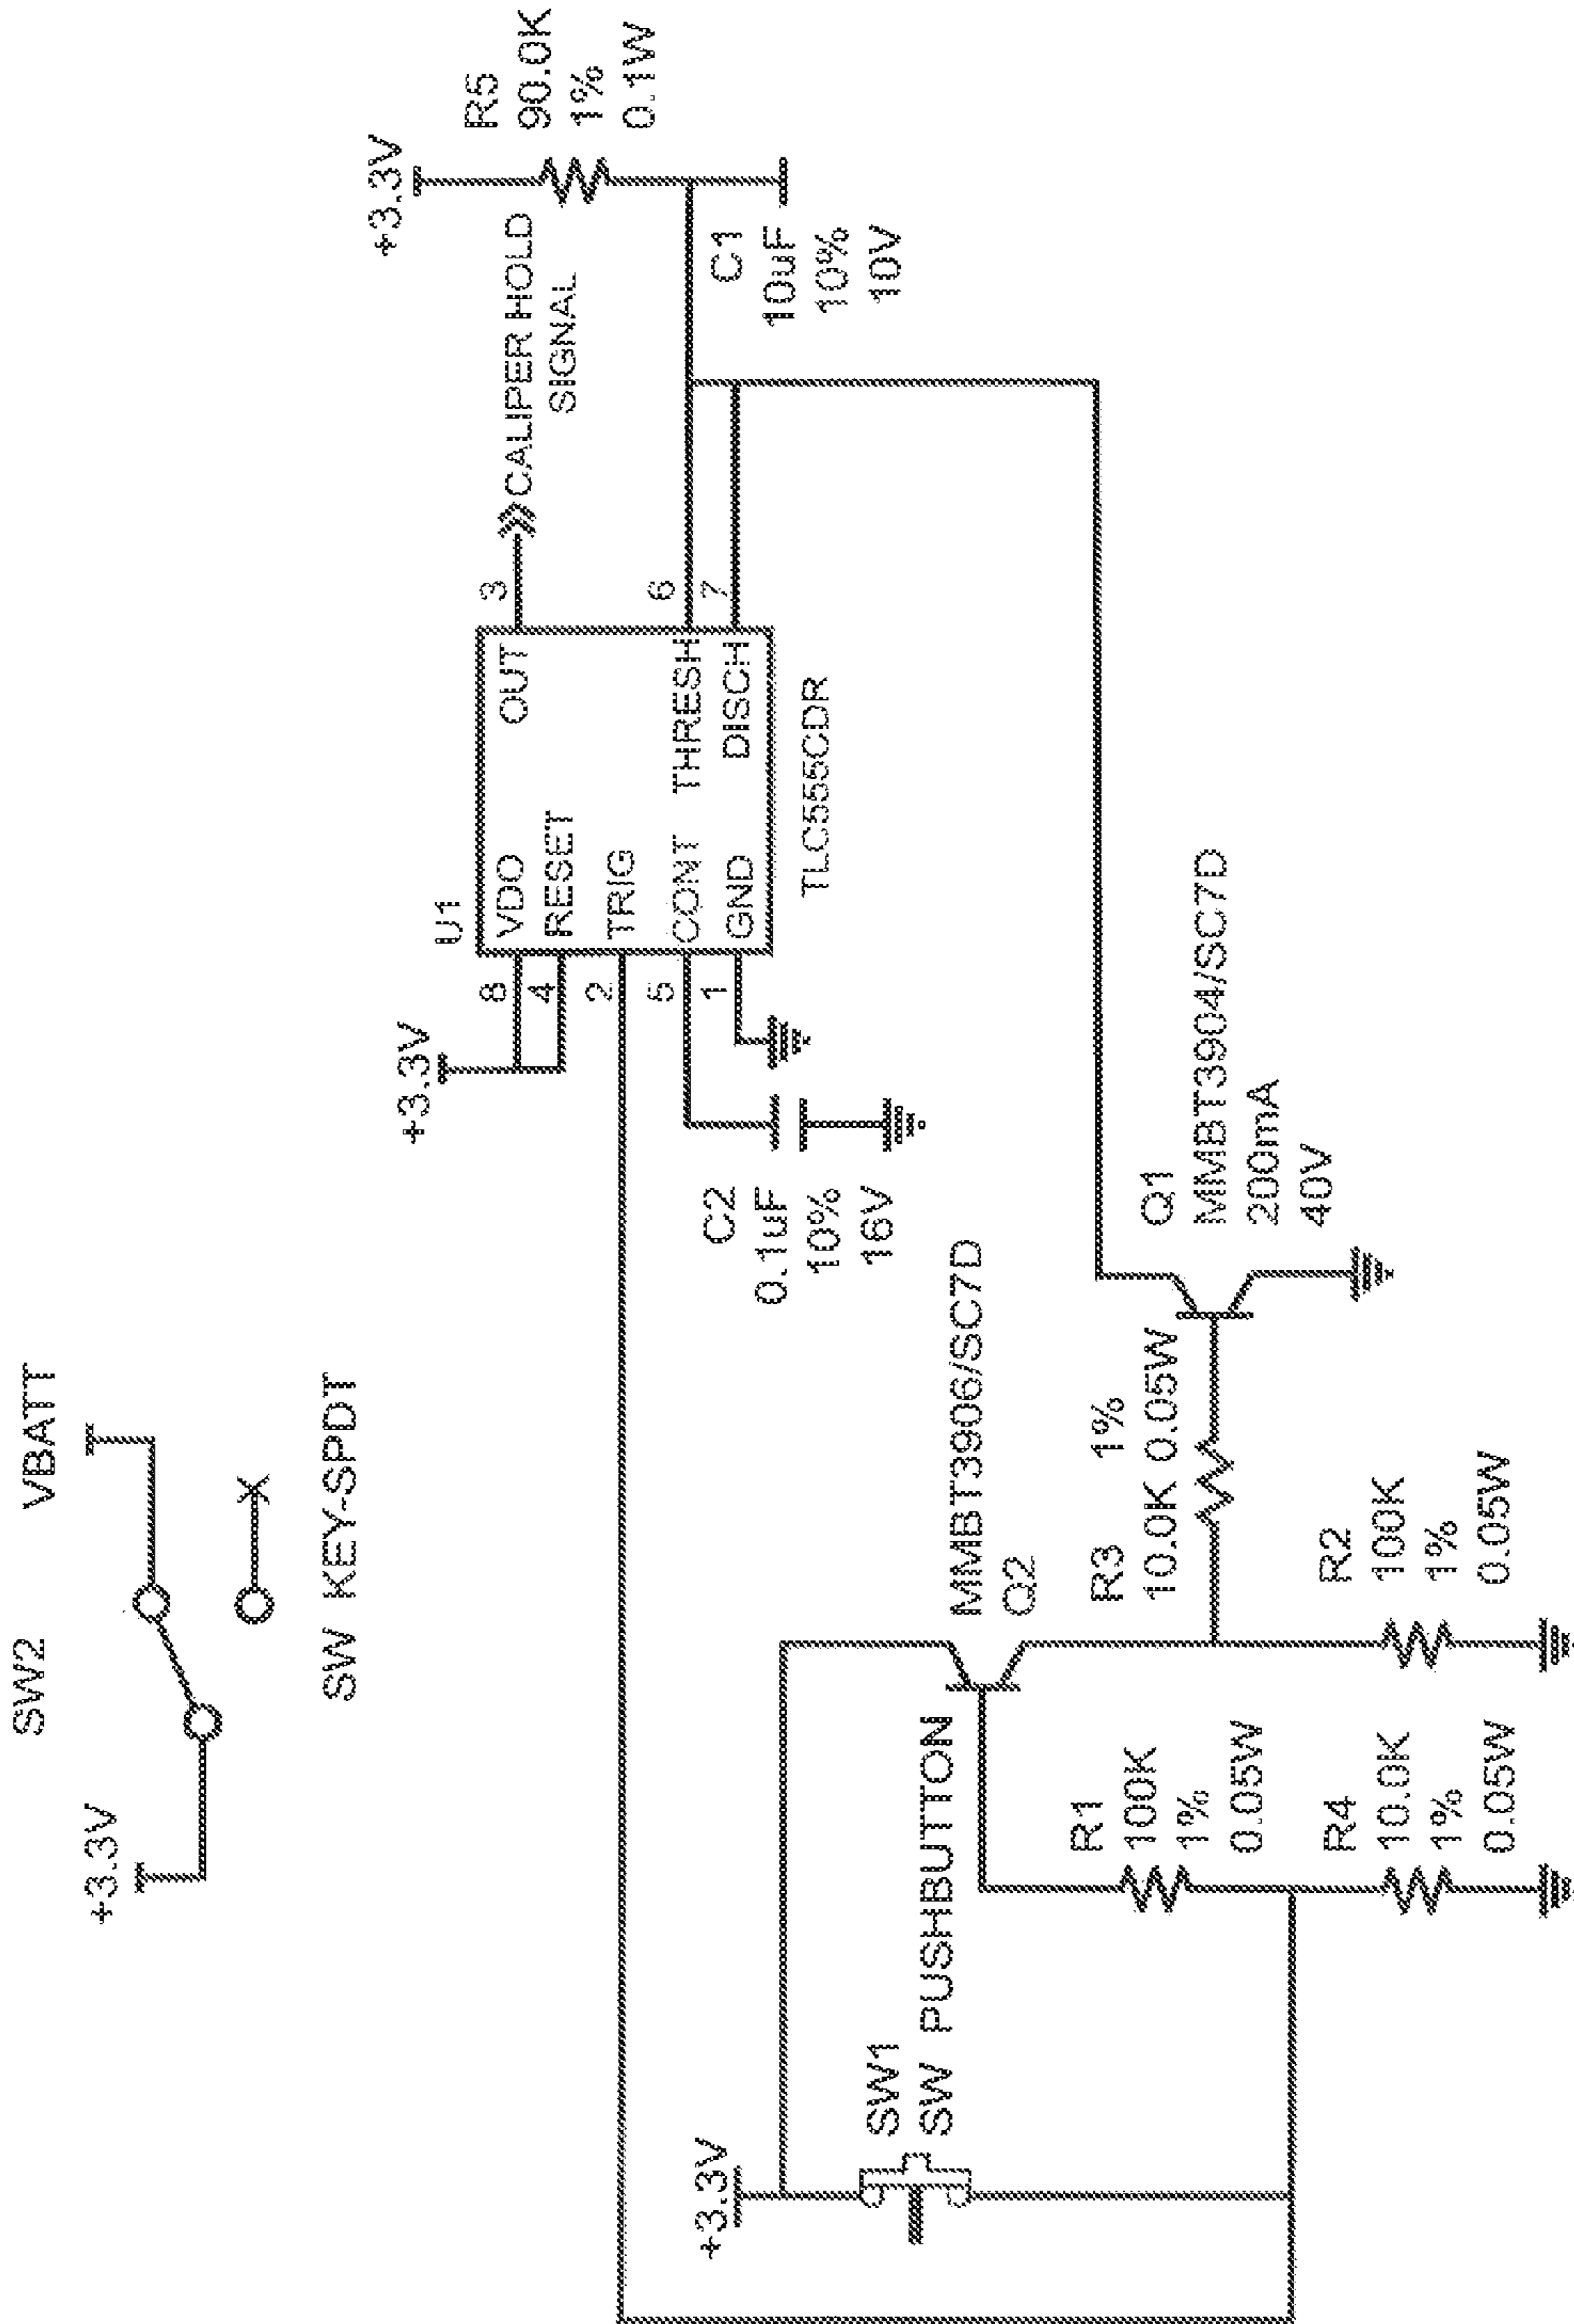 SW2
+3.3V
VBATT
SW KEY-SPDT
+3.3V
U1
8
VDO
OUT
3
CALIPER HOLD
SIGNAL
4
RESET
2
TRIG
5
CONT
THRESH
6
1
GND
DISCH
7
TLC555CDR
+3.3V
R5
90.0K
1%
0.1W
C1
10uF
10%
10V
C2
0.1uF
10%
16V
+3.3V
SW1
SW PUSHBUTTON
MMBT3906/SC7D
Q2
R1
100K
1%
0.05W
R3 1%
10.0K 0.05W
Q1
MMBT3904/SC7D
200mA
40V
R4
10.0K
1%
0.05W
R2
100K
1%
0.05W